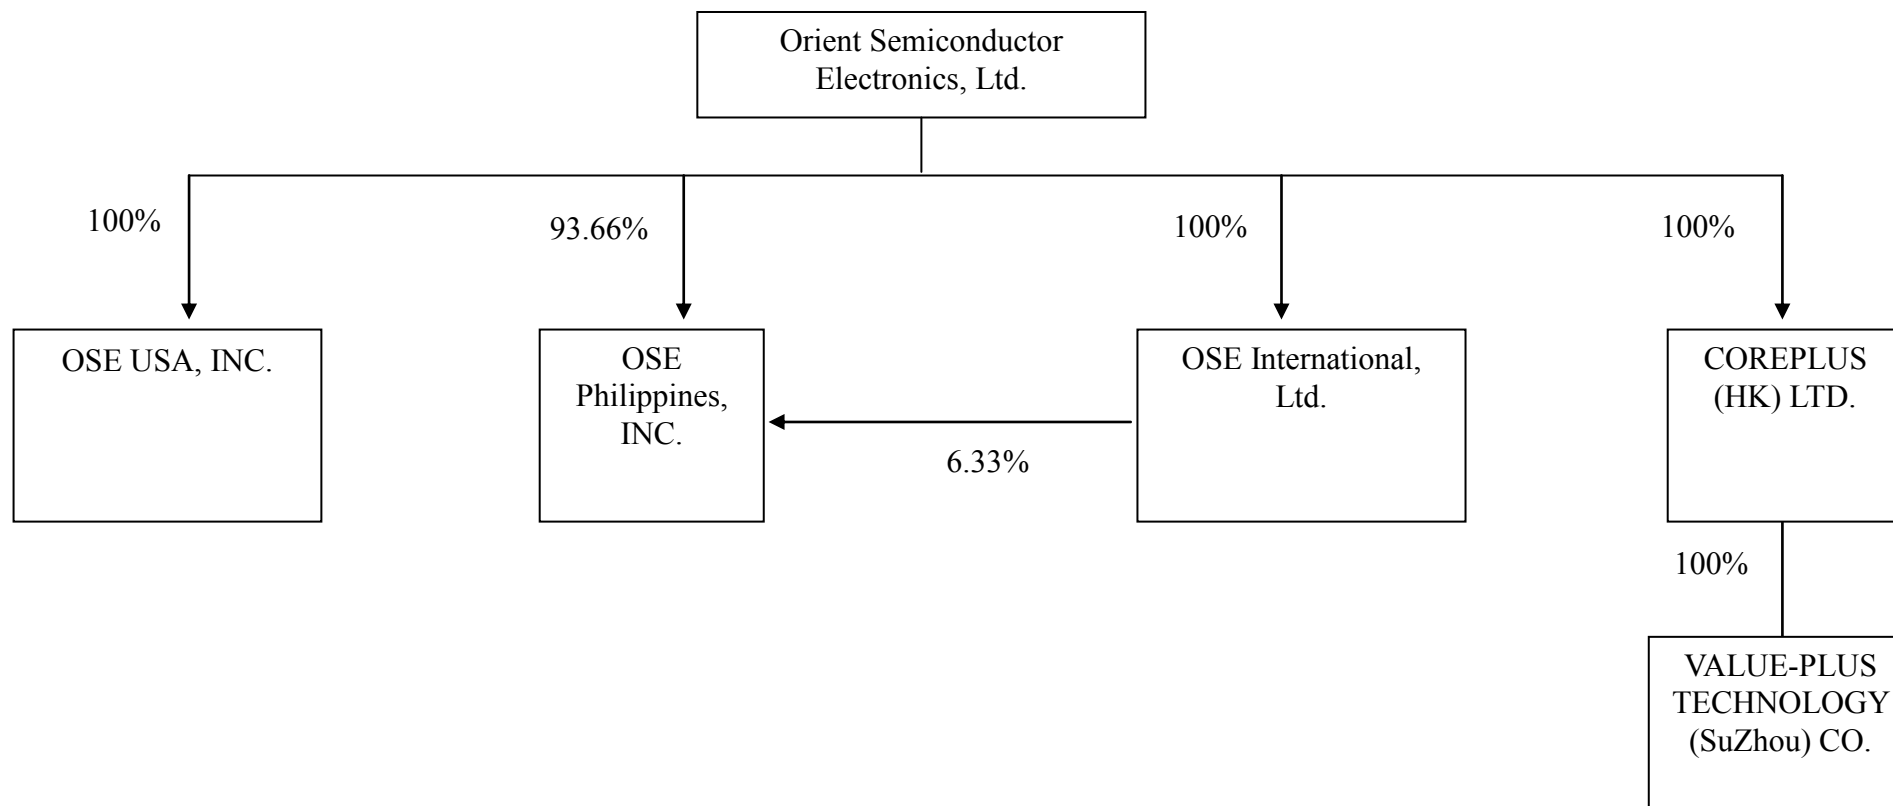 Orient Semiconductor
Electronics, Ltd.
100%
93.66%
100%
100%
OSE USA, INC.
OSE
Philippines,
INC.
OSE International,
Ltd.
COREPLUS
(HK) LTD.
6.33%
100%
VALUE-PLUS
TECHNOLOGY
(SuZhou) CO.